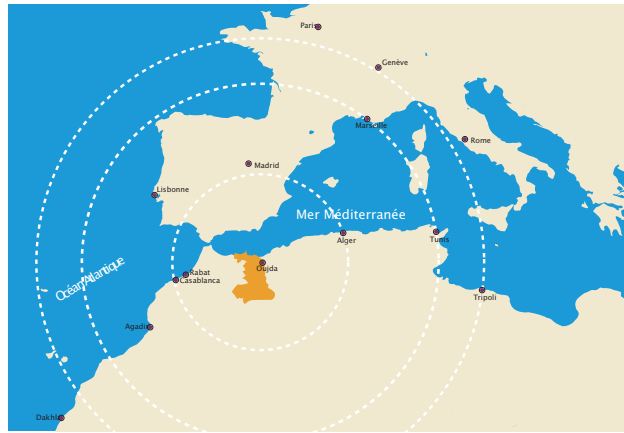 Paris
Genève
Marseille
Rome
Madrid
Lisbonne
Mer Méditerranée
Alger
Tunis
Océan Atlantique
Oujda
Rabat
Casablanca
Tripoli
Agadir
Dakhla